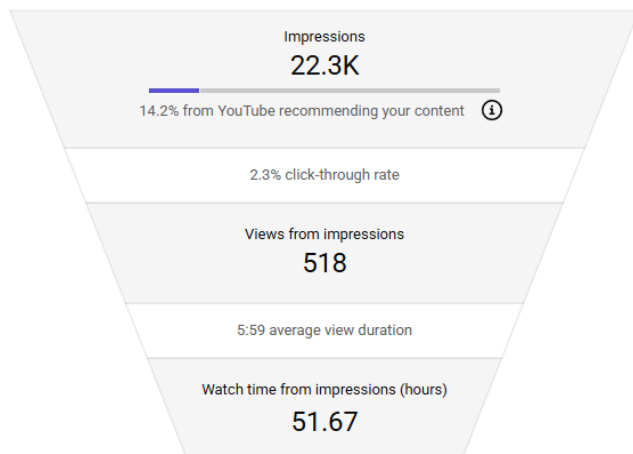 Impressions
22.3K
14.2% from YouTube recommending your content
2.3% click-through rate
Views from impressions
518
5:59 average view duration
Watch time from impressions (hours)
51.67